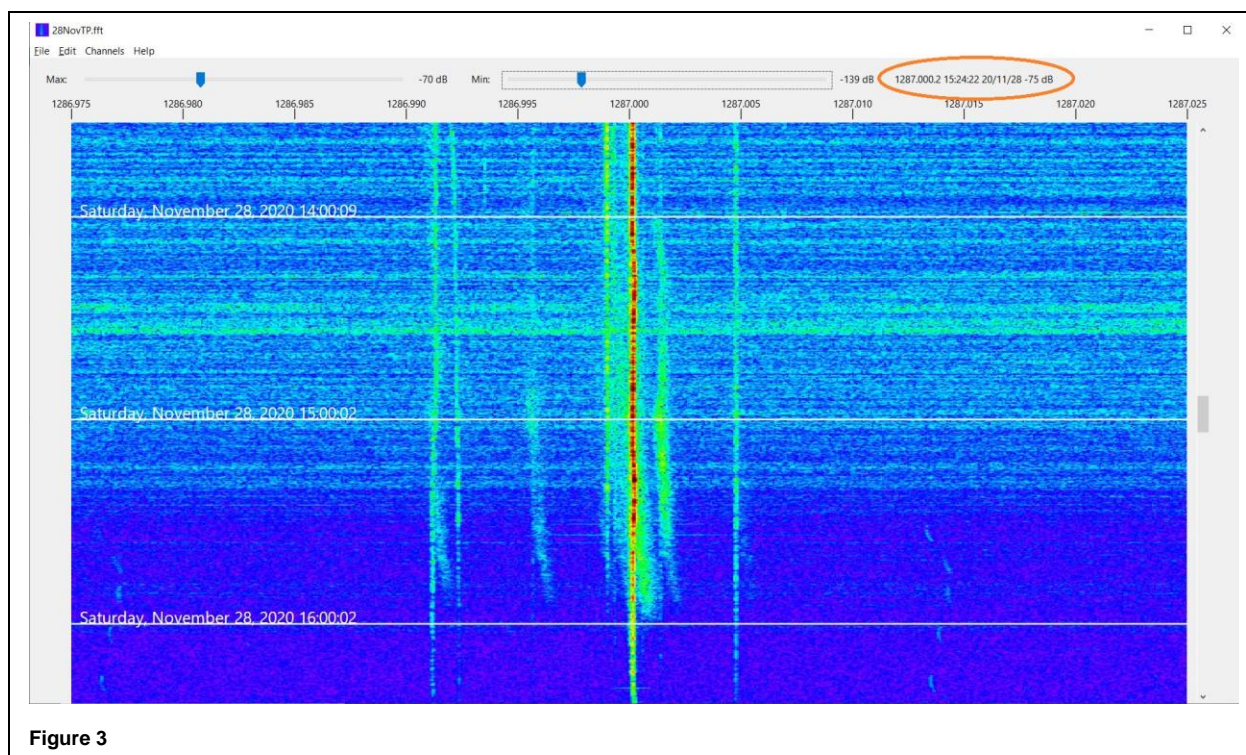 28NovTP.fft
File Edit Channels Help
Max: -70 dB Min: -139 dB 1287.000.2 15:24:22 20/11/28 -75 dB
1286.975 1286.980 1286.985 1286.990 1286.995 1287.000 1287.005 1287.010 1287.015 1287.020 1287.025
Saturday, November 28, 2020 14:00:09
Saturday, November 28, 2020 15:00:02
Saturday, November 28, 2020 16:00:02
Figure 3